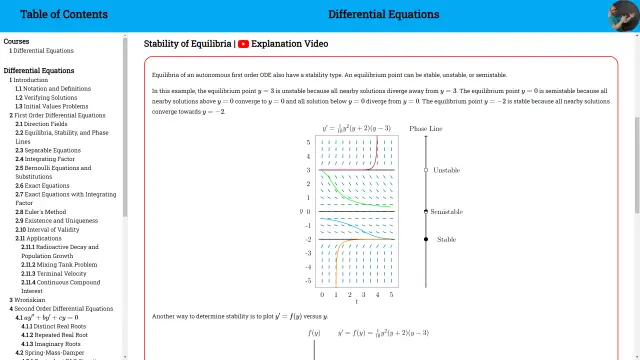 Table of Contents
Differential Equations
Courses
1 Differential Equations
Differential Equations
1 Introduction
1.1 Notation and Definitions
1.2 Verifying Solutions
1.3 Initial Values Problems
2 First Order Differential Equations
2.1 Direction Fields
2.2 Equilibria, Stability, and Phase
Lines
2.3 Separable Equations
2.4 Integrating Factor
2.5 Bernoulli Equations and
Substitutions
2.6 Exact Equations
2.7 Exact Equations with Integrating
Factor
2.8 Euler's Method
2.9 Existence and Uniqueness
2.10 Interval of Validity
2.11 Applications
2.11.1 Radioactive Decay and
Population Growth
2.11.2 Mixing Tank Problem
2.11.3 Terminal Velocity
2.11.4 Continuous Compound
Interest
3 Wronskian
4 Second Order Differential Equations
4.1 ay″ + by′ + cy = 0
4.1.1 Distinct Real Roots
4.1.2 Repeated Real Root
4.1.3 Imaginary Roots
4.2 Spring-Mass-Damper
Stability of Equilibria | Explanation Video
Equilibria of an autonomous first order ODE also have a stability type. An equilibrium point can be stable, unstable, or semistable.
In this example, the equilibrium point y = 3 is unstable because all nearby solutions diverge away from y = 3. The equilibrium point y = 0 is semistable because all
nearby solutions above y = 0 converge to y = 0 and all solution below y = 0 diverge from y = 0. The equilibrium point y = −2 is stable because all nearby solutions
converge towards y = −2.
y′ = 1/10 y²(y + 2)(y − 3)
Phase Line
5
4
3
2
1
y 0
-1
-2
-3
-4
-5
0 1 2 3 4 5
t
Unstable
Semistable
Stable
Another way to determine stability is to plot y′ = f(y) versus y.
f(y) y′ = f(y) = 1/10 y²(y + 2)(y − 3)